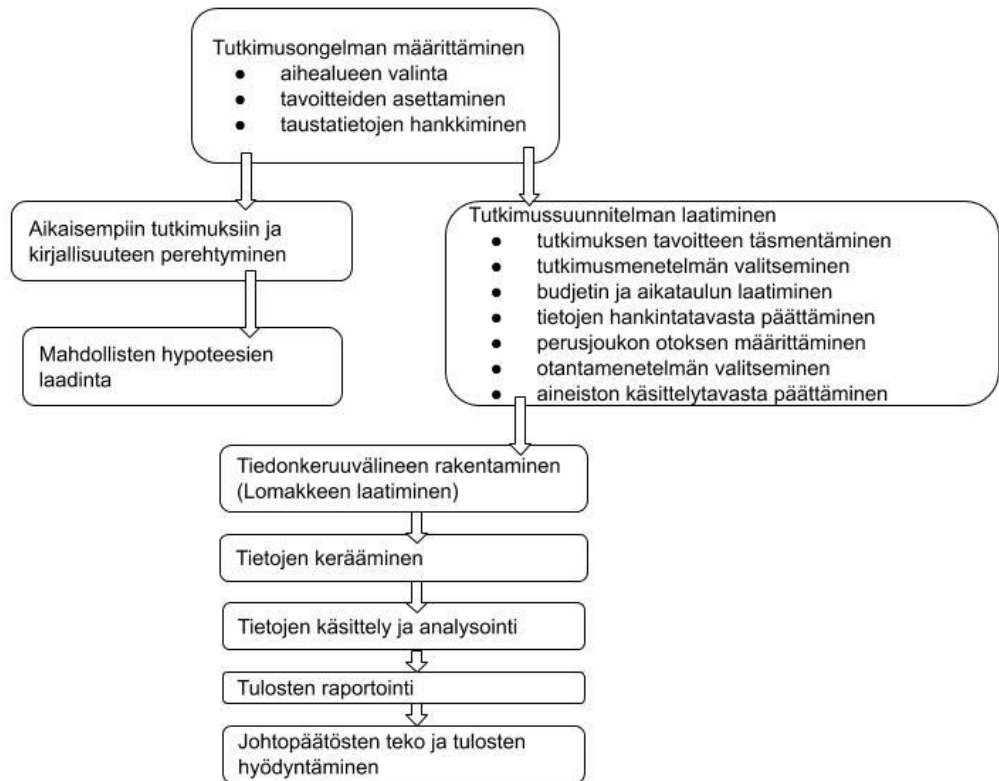 Tutkimusongelman määrittäminen
● aihealueen valinta
● tavoitteiden asettaminen
● taustatietojen hankkiminen
Aikaisempiin tutkimuksiin ja
kirjallisuuteen perehtyminen
Mahdollisten hypoteesien
laadinta
Tutkimussuunnitelman laatiminen
● tutkimuksen tavoitteen täsmentäminen
● tutkimusmenetelmän valitseminen
● budjetin ja aikataulun laatiminen
● tietojen hankintatavasta päättäminen
● perusjoukon otoksen määrittäminen
● otantamenetelmän valitseminen
● aineiston käsittelytavasta päättäminen
Tiedonkeruuvälineen rakentaminen
(Lomakkeen laatiminen)
Tietojen kerääminen
Tietojen käsittely ja analysointi
Tulosten raportointi
Johtopäätösten teko ja tulosten
hyödyntäminen